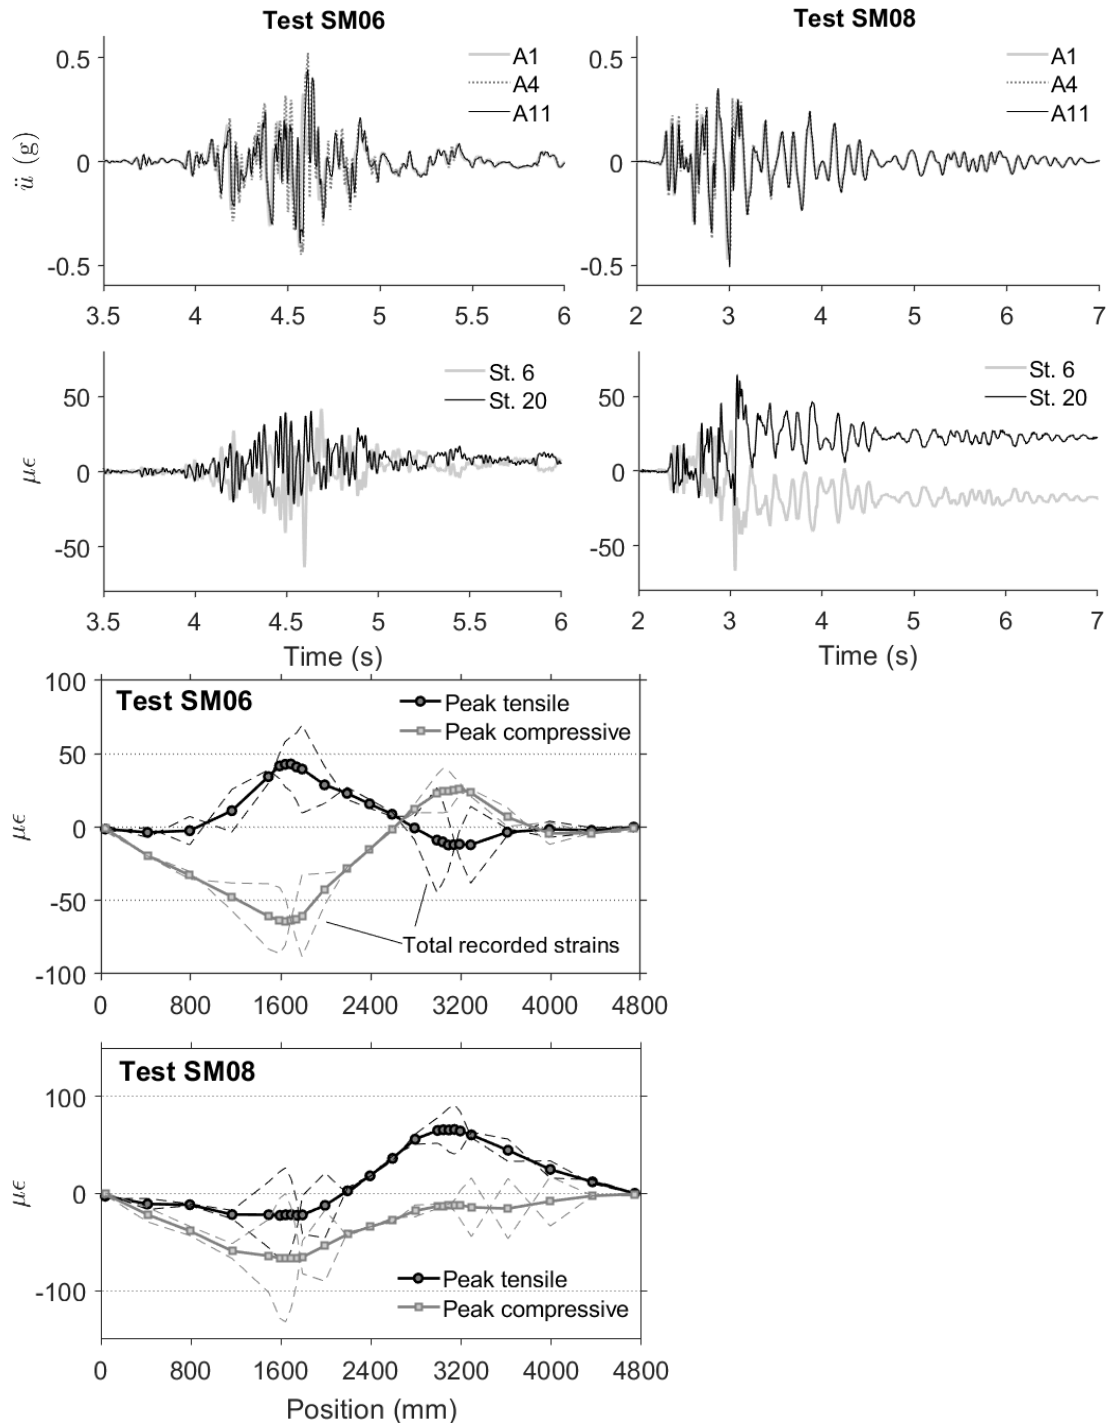 Test SM06
Test SM08
A1
A4
A11
A1
A4
A11
ü (g)
0.5
0
-0.5
3.5 4 4.5 5 5.5 6
2 3 4 5 6 7
St. 6
St. 20
St. 6
St. 20
με
50
0
-50
50
0
-50
3.5 4 4.5 5 5.5 6
2 3 4 5 6 7
Time (s)
Time (s)
Test SM06
Peak tensile
Peak compressive
με
100
50
0
-50
-100
Total recorded strains
0 800 1600 2400 3200 4000 4800
Test SM08
με
100
0
-100
Peak tensile
Peak compressive
0 800 1600 2400 3200 4000 4800
Position (mm)